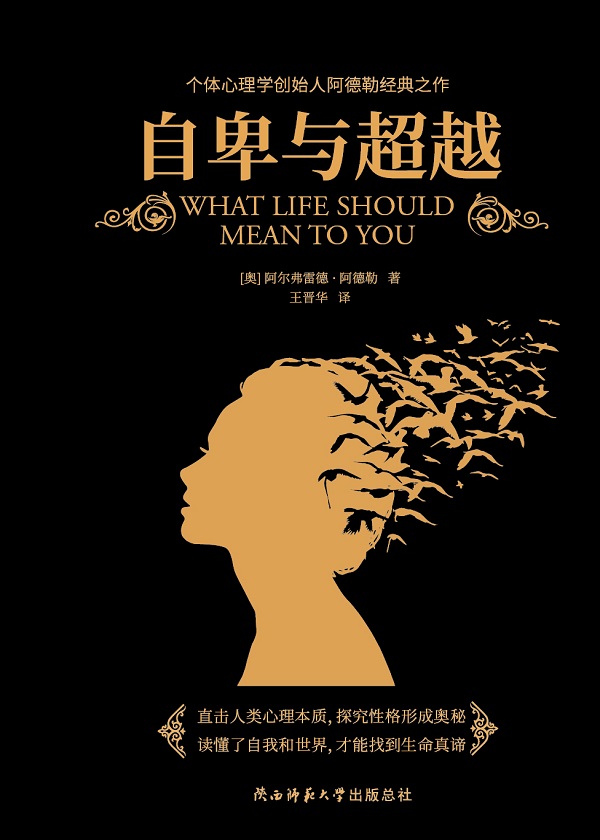 个体心理学创始人阿德勒经典之作
自卑与超越
WHAT LIFE SHOULD
MEAN TO YOU
[奥] 阿尔弗雷德·阿德勒 著
王晋华 译
直击人类心理本质, 探究性格形成奥秘
读懂了自我和世界, 才能找到生命真谛
陕西师范大学出版总社